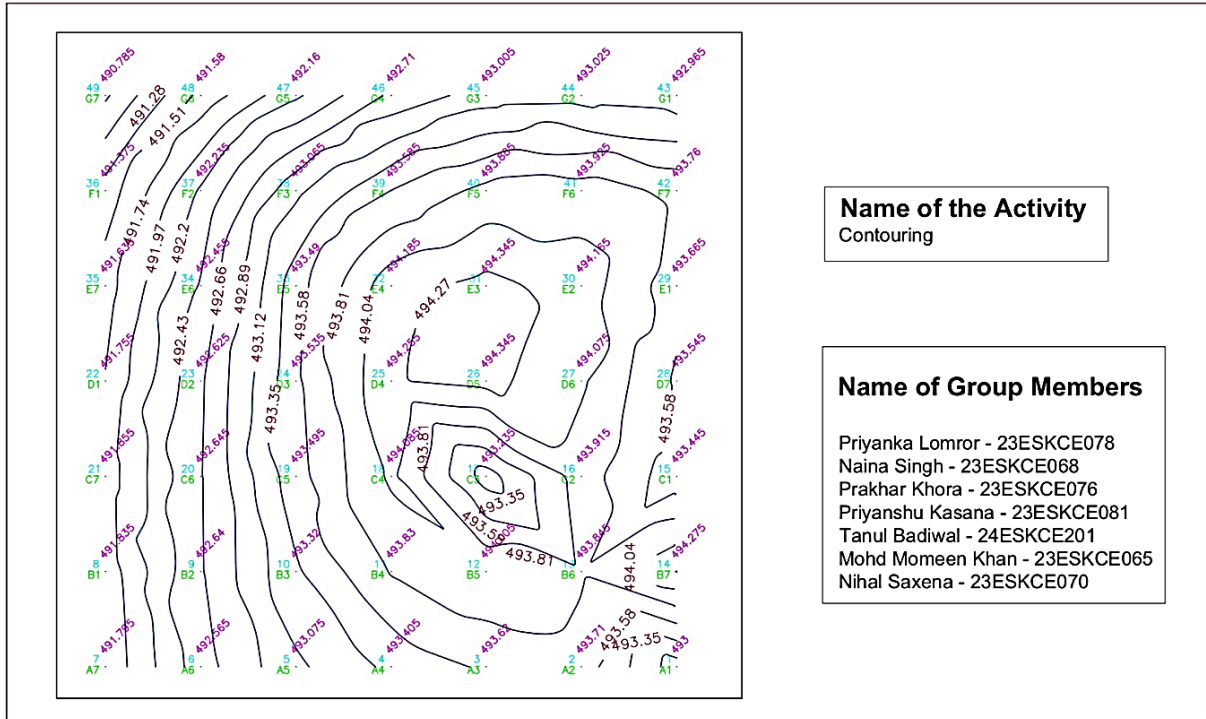 490.785 491.58 492.16 492.71 493.005 493.025 492.965
49 48 47 46 45 44 43
G7 G6 G5 G4 G3 G2 G1
491.28
491.51
491.375 492.235 493.065 493.585 493.885 493.925 493.76
36 37 38 39 40 41 42
F1 F2 F3 F4 F5 F6 F7
491.74
491.97
492.2
492.455 493.49 494.185 494.345 494.155 493.665
35 34 33 32 31 30 29
E7 E6 E5 E4 E3 E2 E1
492.43
492.66
492.89
493.12
493.58
493.81
494.04
494.27
491.755 492.625 493.535 494.255 494.345 494.075 493.545
22 23 24 25 26 27 28
D1 D2 D3 D4 D5 D6 D7
493.35
493.58
491.855 492.645 493.495 494.085 493.235 493.915 493.445
21 20 19 18 17 16 15
C7 C6 C5 C4 C3 C2 C1
493.81
493.35
493.58
493.81
494.04
491.835 492.64 493.32 493.83 493.845 494.275
8 9 10 12 14
B1 B2 B3 B4 B5 B6 B7
493.58
493.35
492.565 493.075 493.405 493.62 493.71 493
7 6 5 4 3 2 1
A7 A6 A5 A4 A3 A2 A1
Name of the Activity
Contouring
Name of Group Members
Priyanka Lomror - 23ESKCE078
Naina Singh - 23ESKCE068
Prakhar Khora - 23ESKCE076
Priyanshu Kasana - 23ESKCE081
Tanul Badiwal - 24ESKCE201
Mohd Momeen Khan - 23ESKCE065
Nihal Saxena - 23ESKCE070